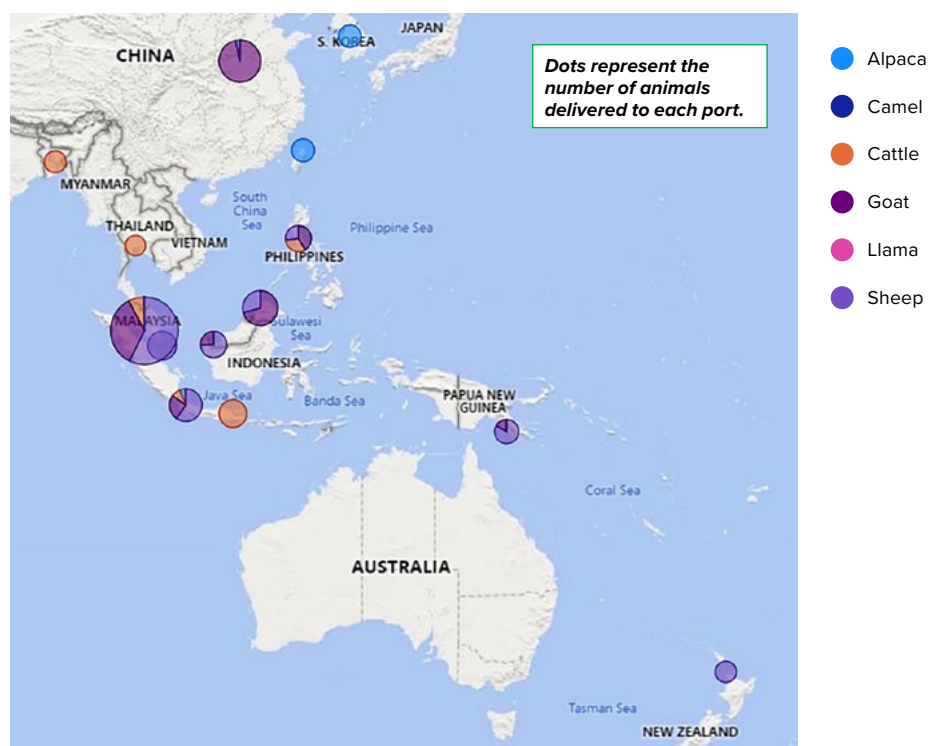 CHINA
S. KOREA
JAPAN
Dots represent the
number of animals
delivered to each port.
MYANMAR
South
China
Sea
THAILAND
VIETNAM
Philippine Sea
PHILIPPINES
MALAYSIA
Sulawesi
Sea
INDONESIA
Java Sea
Banda Sea
PAPUA NEW
GUINEA
Coral Sea
AUSTRALIA
Tasman Sea
NEW ZEALAND
Alpaca
Camel
Cattle
Goat
Llama
Sheep